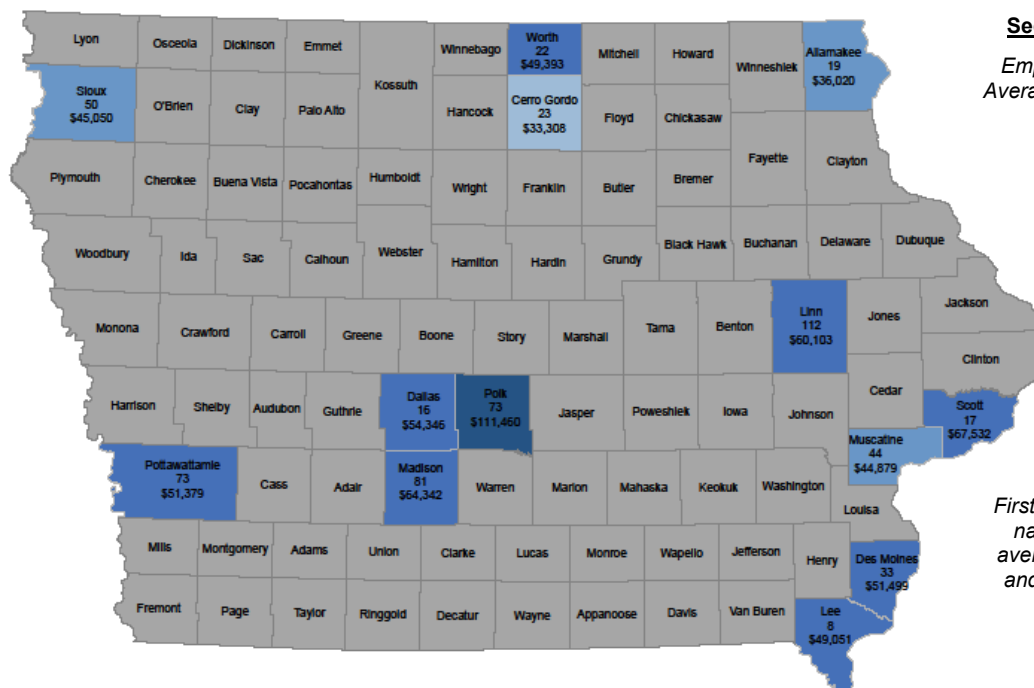 Lyon
Osceola
Dickinson
Emmet
Winnebago
Worth
22
$49,393
Mitchell
Howard
Winneshiek
Allamakee
19
$36,020
Sioux
50
$45,050
O'Brien
Clay
Palo Alto
Kossuth
Hancock
Cerro Gordo
23
$33,308
Floyd
Chickasaw
Fayette
Clayton
Plymouth
Cherokee
Buena Vista
Pocahontas
Humboldt
Wright
Franklin
Butler
Bremer
Woodbury
Ida
Sac
Calhoun
Webster
Hamilton
Hardin
Grundy
Black Hawk
Buchanan
Delaware
Dubuque
Monona
Crawford
Carroll
Greene
Boone
Story
Marshall
Tama
Benton
Linn
112
$60,103
Jones
Jackson
Clinton
Harrison
Shelby
Audubon
Guthrie
Dallas
16
$54,346
Polk
73
$111,460
Jasper
Poweshiek
Iowa
Johnson
Cedar
Scott
17
$67,532
Muscatine
44
$44,879
Pottawattamie
73
$51,379
Cass
Adair
Madison
81
$64,342
Warren
Marion
Mahaska
Keokuk
Washington
Louisa
Mills
Montgomery
Adams
Union
Clarke
Lucas
Monroe
Wapello
Jefferson
Henry
Des Moines
33
$51,499
Fremont
Page
Taylor
Ringgold
Decatur
Wayne
Appanoose
Davis
Van Buren
Lee
8
$49,051
Se
Emp
Avera
First
na
aver
and